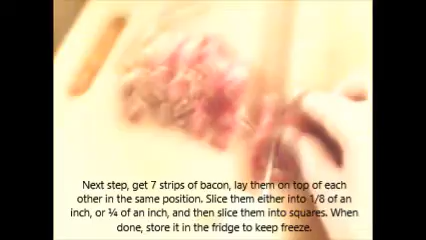 Next step, get 7 strips of bacon, lay them on top of each
other in the same position. Slice them either into 1/8 of an
inch, or ¼ of an inch, and then slice them into squares. When
done, store it in the fridge to keep freeze.